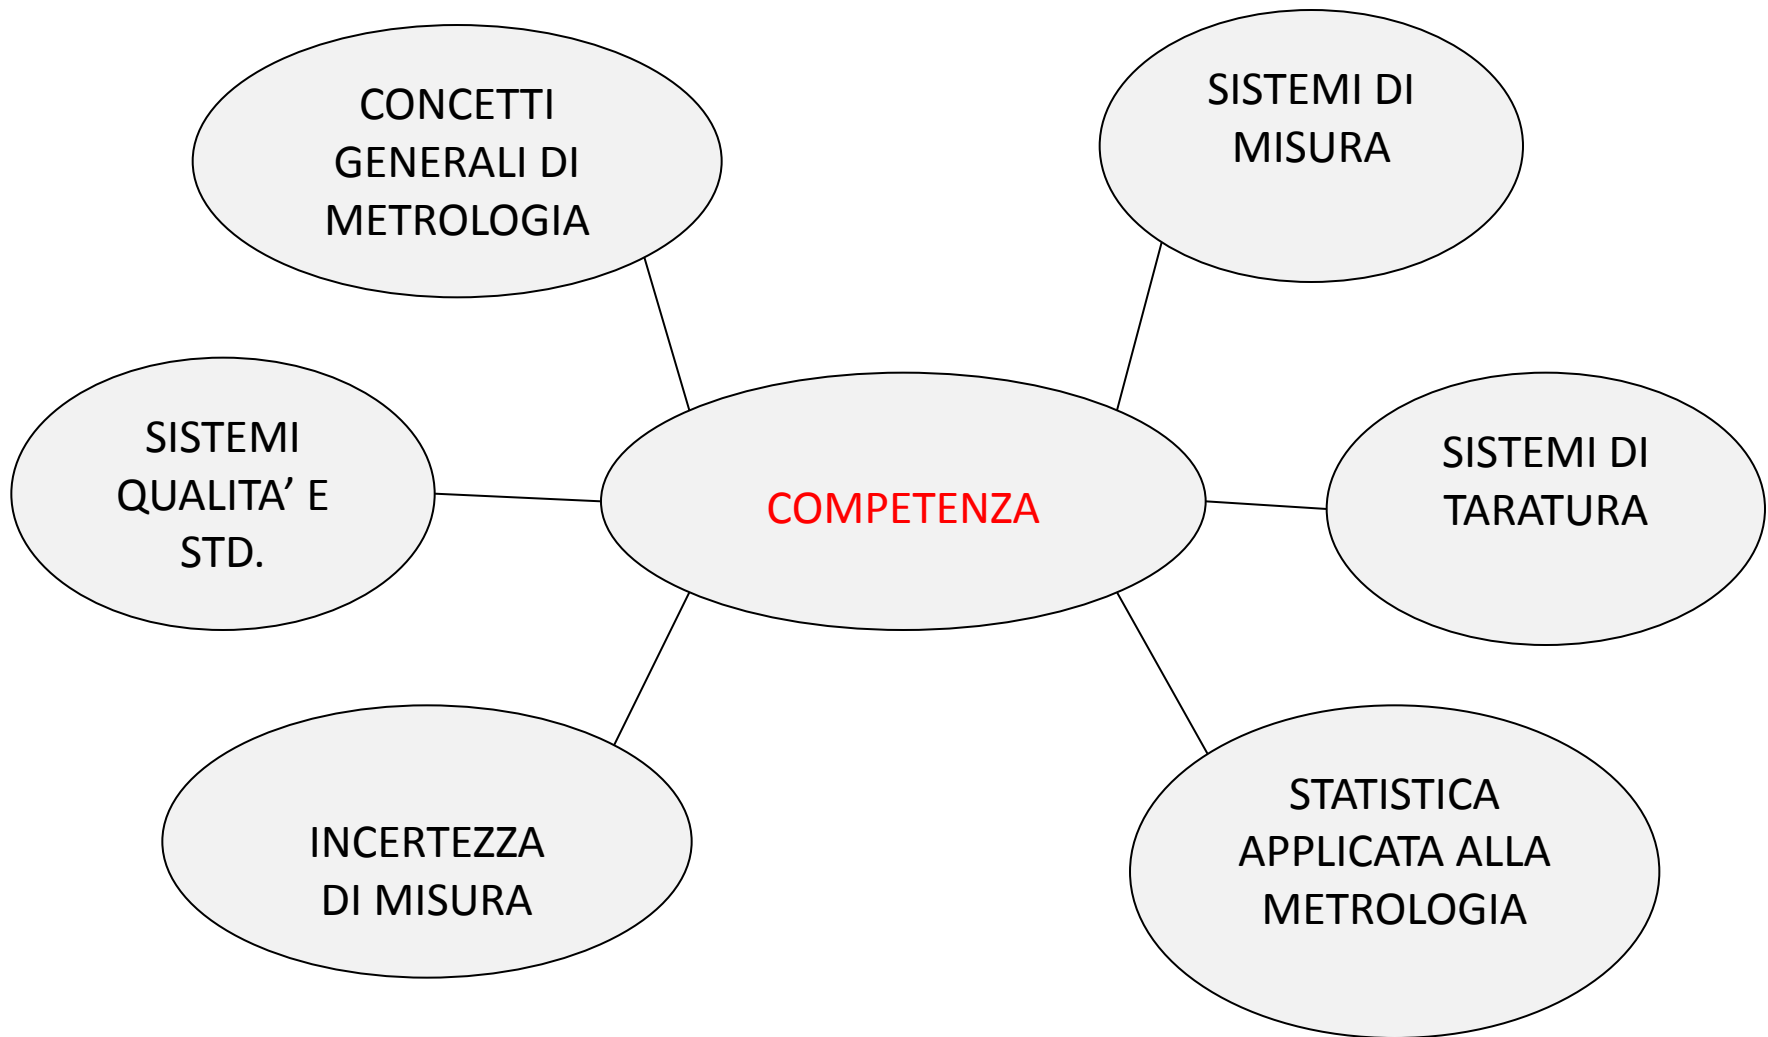 CONCETTI
GENERALI DI
METROLOGIA
SISTEMI DI
MISURA
SISTEMI
QUALITA’ E
STD.
COMPETENZA
SISTEMI DI
TARATURA
INCERTEZZA
DI MISURA
STATISTICA
APPLICATA ALLA
METROLOGIA